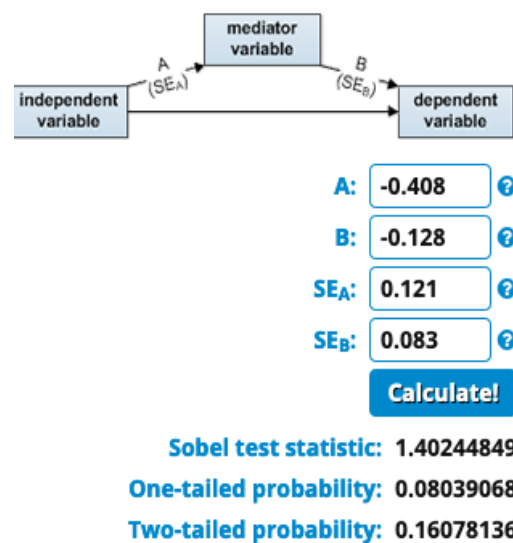 mediator
variable
A
(SEA)
B
(SEB)
independent
variable
dependent
variable
A: -0.408 ?
B: -0.128 ?
SEA: 0.121 ?
SEB: 0.083 ?
Calculate!
Sobel test statistic: 1.40244849
One-tailed probability: 0.08039068
Two-tailed probability: 0.16078136